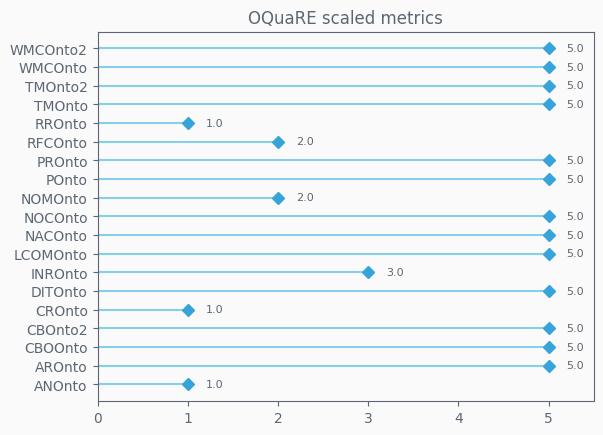 OQuaRE scaled metrics
WMCOnto2 5.0
WMCOnto 5.0
TMOnto2 5.0
TMOnto 5.0
RROnto 1.0
RFCOnto 2.0
PROnto 5.0
POnto 5.0
NOMOnto 2.0
NOCOnto 5.0
NACOnto 5.0
LCOMOnto 5.0
INROnto 3.0
DITOnto 5.0
CROnto 1.0
CBOnto2 5.0
CBOOnto 5.0
AROnto 5.0
ANOnto 1.0
0 1 2 3 4 5